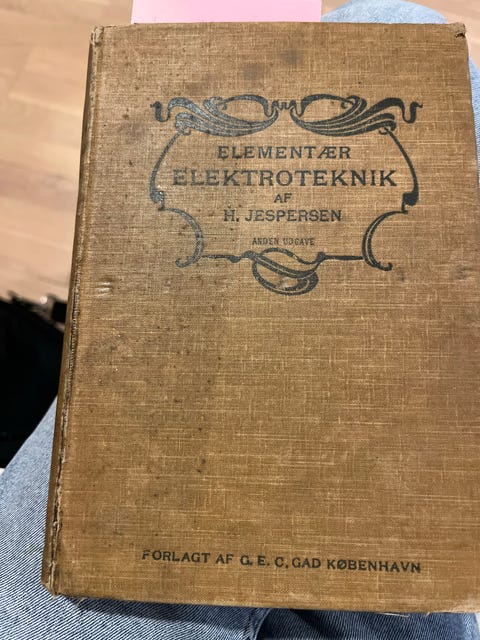 ELEMENTÆR
ELEKTROTEKNIK
AF
H. JESPERSEN
ANDEN UDGAVE
FORLAGT AF G. E. C. GAD KØBENHAVN